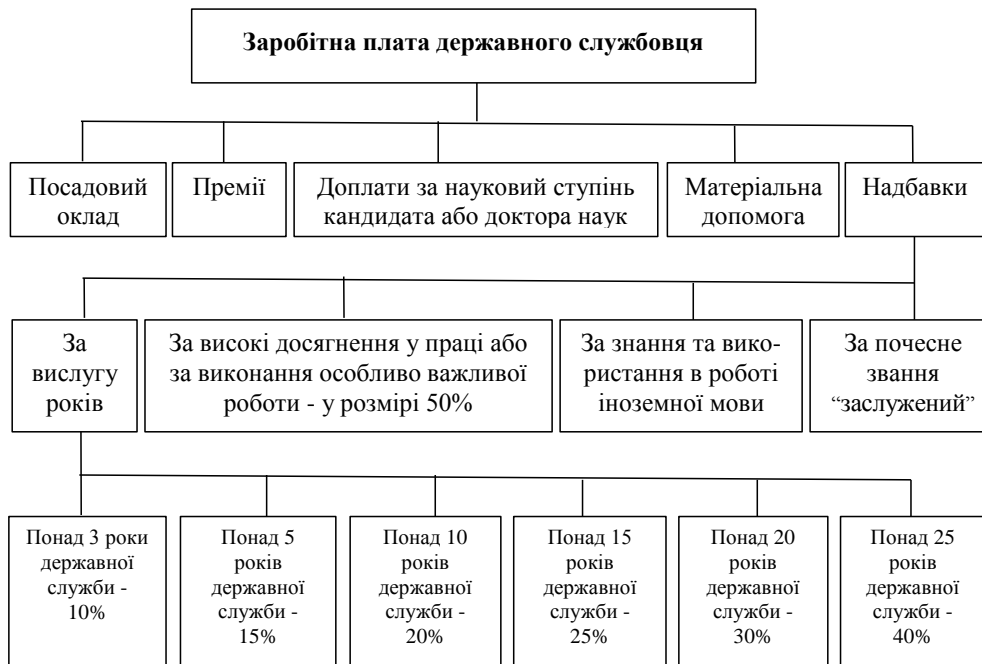 Заробітна плата державного службовця
Посадовий
оклад
Премії
Доплати за науковий ступінь
кандидата або доктора наук
Матеріальна
допомога
Надбавки
За
вислугу
років
За високі досягнення у праці або
за виконання особливо важливої
роботи - у розмірі 50%
За знання та вико-
ристання в роботі
іноземної мови
За почесне
звання
“заслужений”
Понад 3 роки
державної
служби -
10%
Понад 5
років
державної
служби -
15%
Понад 10
років
державної
служби -
20%
Понад 15
років
державної
служби -
25%
Понад 20
років
державної
служби -
30%
Понад 25
років
державної
служби -
40%